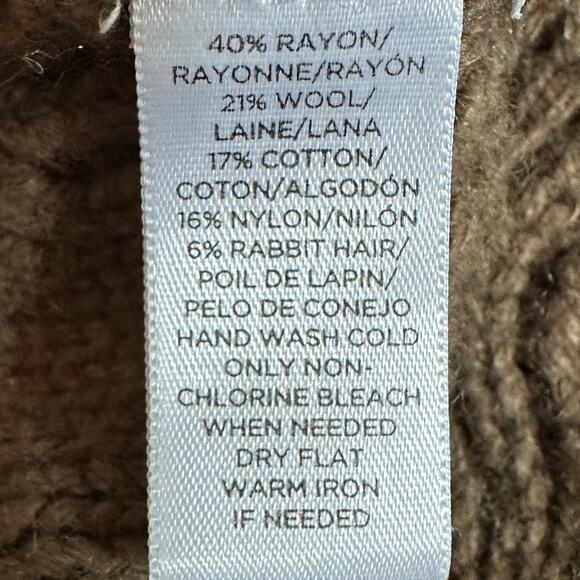 40% RAYON/
RAYONNE/RAYÓN
21% WOOL/
LAINE/LANA
17% COTTON/
COTON/ALGODÓN
16% NYLON/NILÓN
6% RABBIT HAIR/
POIL DE LAPIN/
PELO DE CONEJO
HAND WASH COLD
ONLY NON-
CHLORINE BLEACH
WHEN NEEDED
DRY FLAT
WARM IRON
IF NEEDED